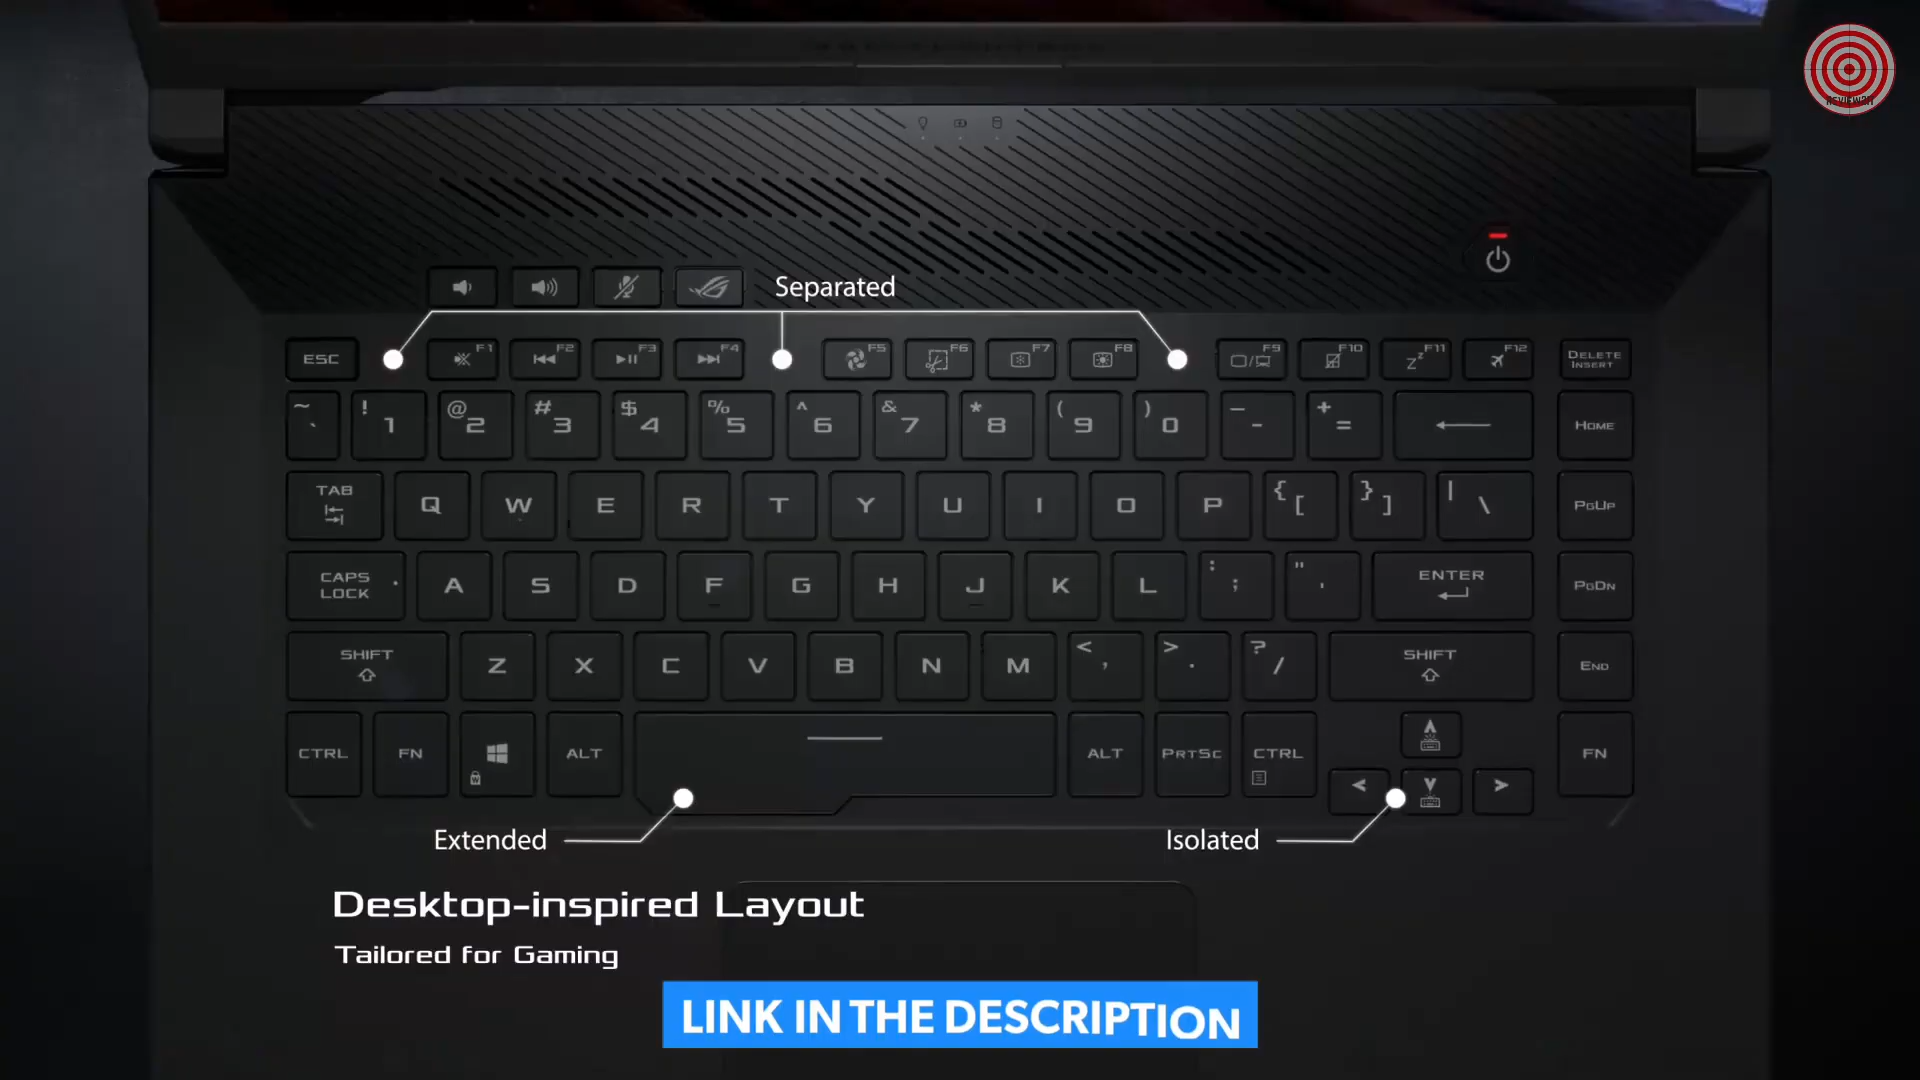 REVIEW3R
Separated
ESC F1 F2 F3 F4 F5 F6 F7 F8 F9 F10 Zz F11 F12 DELETE INSERT
~ ` ! 1 @ 2 # 3 $ 4 % 5 ^ 6 & 7 * 8 ( 9 ) 0 _ - + = HOME
TAB Q W E R T Y U I O P { [ } ] | \ PGUP
CAPS LOCK A S D F G H J K L : ; " ' ENTER PGDN
SHIFT Z X C V B N M < , > . ? / SHIFT END
CTRL FN ALT ALT PRTSC CTRL FN
Extended
Isolated
Desktop-inspired Layout
Tailored for Gaming
LINK IN THE DESCRIPTION